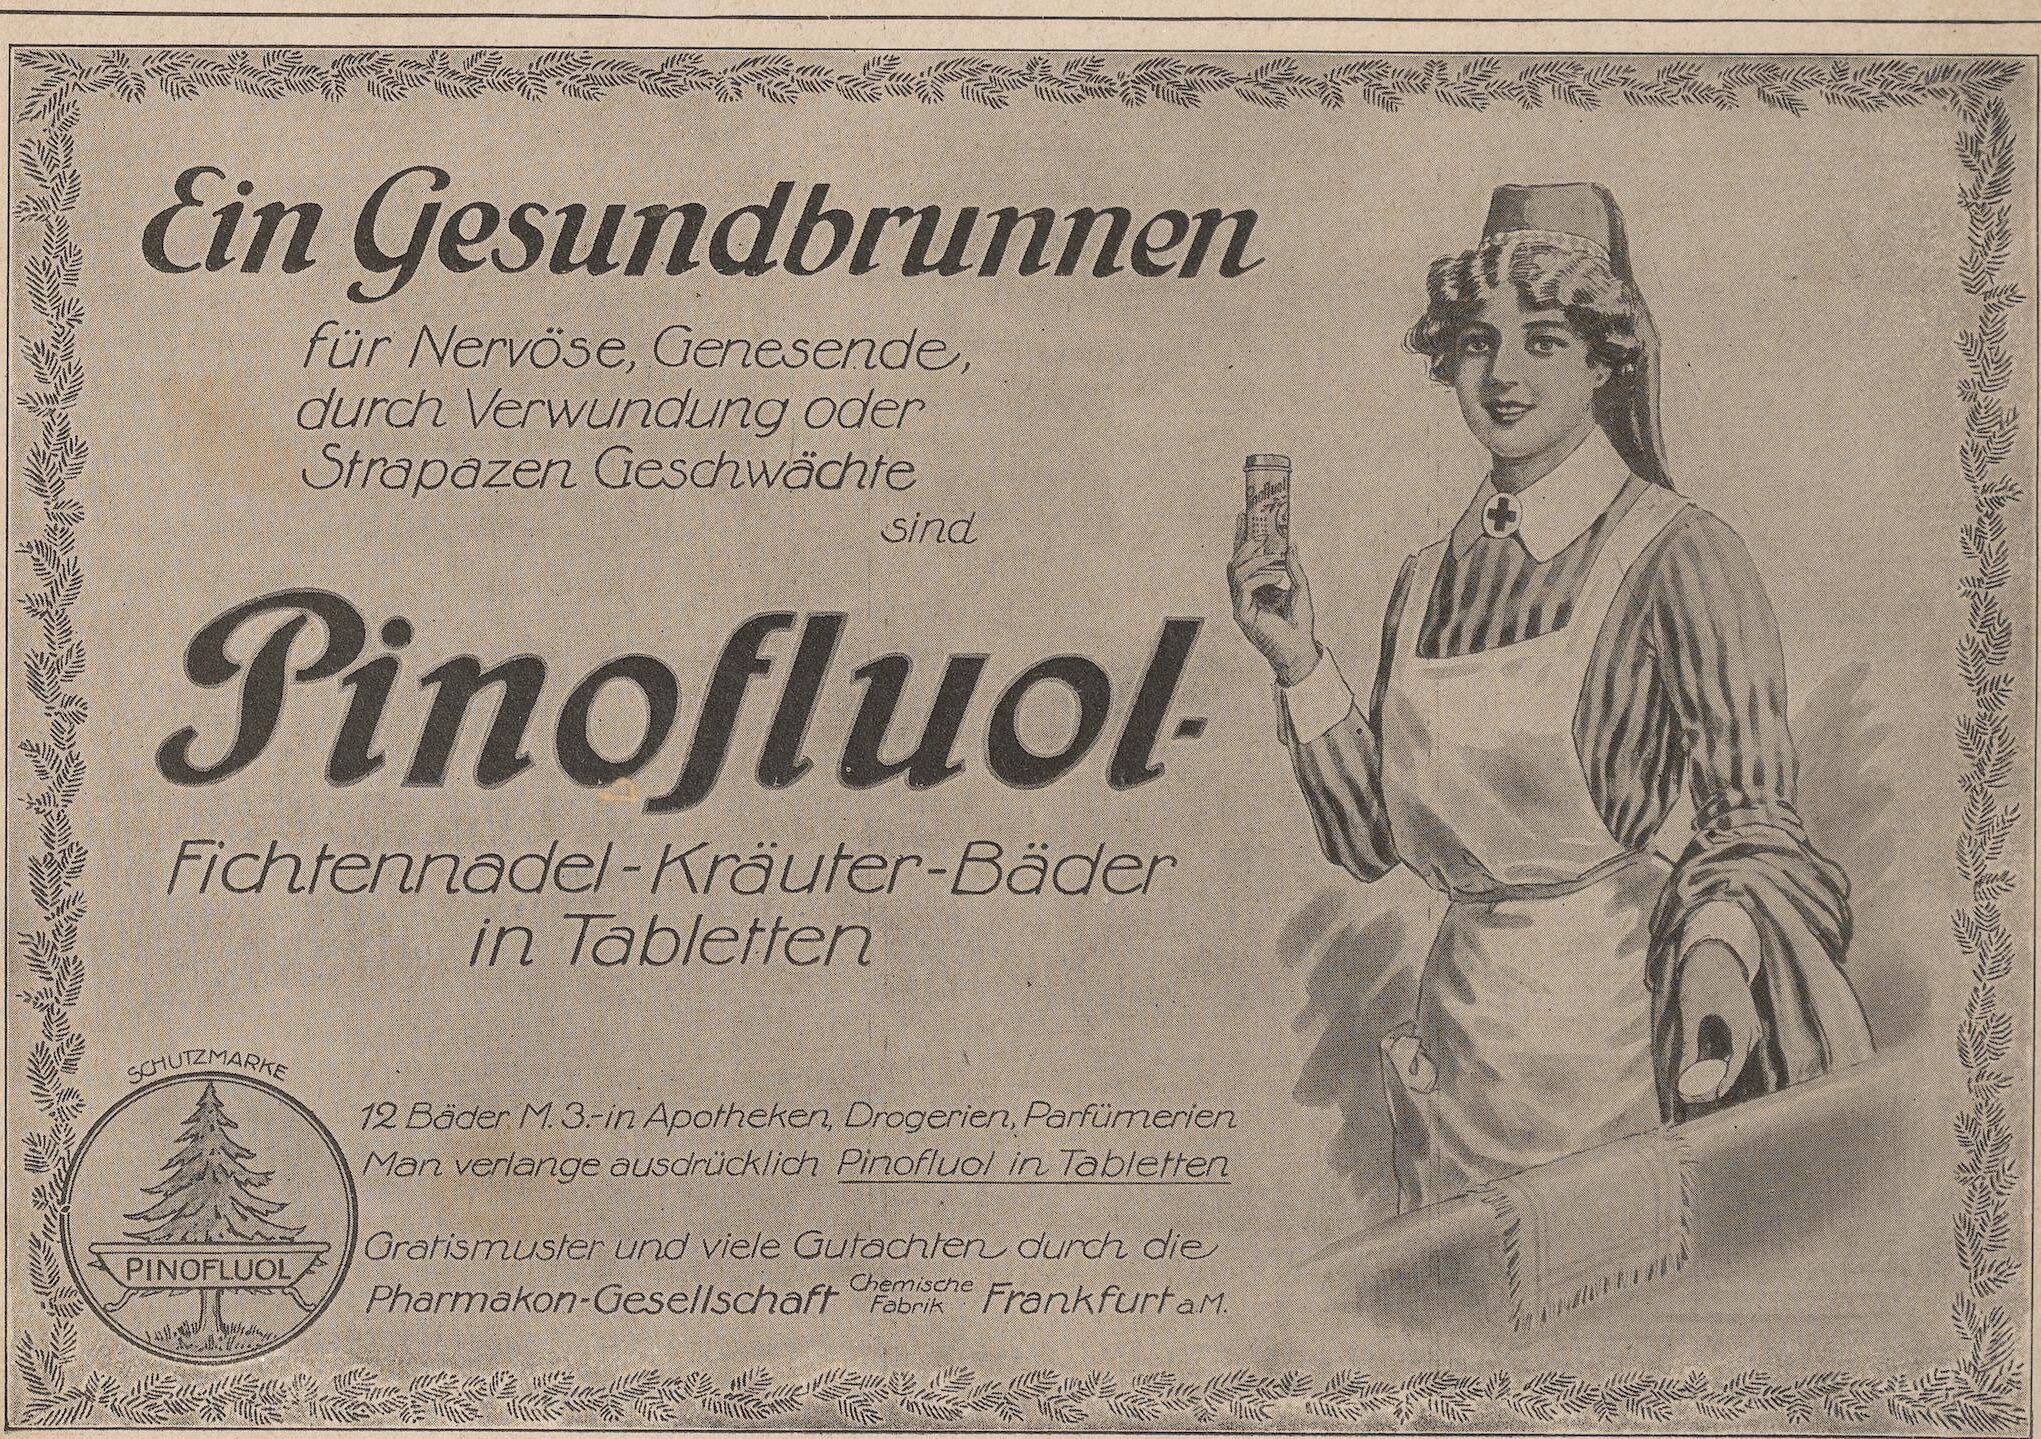 Ein Gesundbrunnen
für Nervöse, Genesende,
durch Verwundung oder
Strapazen Geschwächte
sind
Pinofluol-
Fichtennadel-Kräuter-Bäder
in Tabletten
Pinofluol
SCHUTZMARKE
PINOFLUOL
12 Bäder M. 3.- in Apotheken, Drogerien, Parfümerien
Man verlange ausdrücklich Pinofluol in Tabletten
Gratismuster und viele Gutachten durch die
Pharmakon-Gesellschaft Chemische Fabrik Frankfurt a.M.